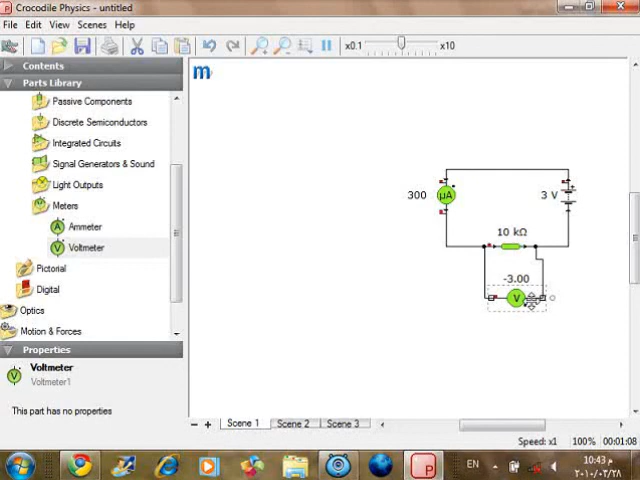 Crocodile Physics - untitled
File Edit View Scenes Help
x0.1 x10
Contents
Parts Library
Passive Components
Discrete Semiconductors
Integrated Circuits
Signal Generators & Sound
Light Outputs
Meters
A Ammeter
V Voltmeter
Pictorial
Digital
Optics
Motion & Forces
Properties
V Voltmeter
Voltmeter1
This part has no properties
m
300 μA 3 V
10 kΩ
-3.00
V
Scene 1 Scene 2 Scene 3
Speed: x1 100% 00:01:08
EN
10:43 م
٢٠١٠/٠٣/٢٨